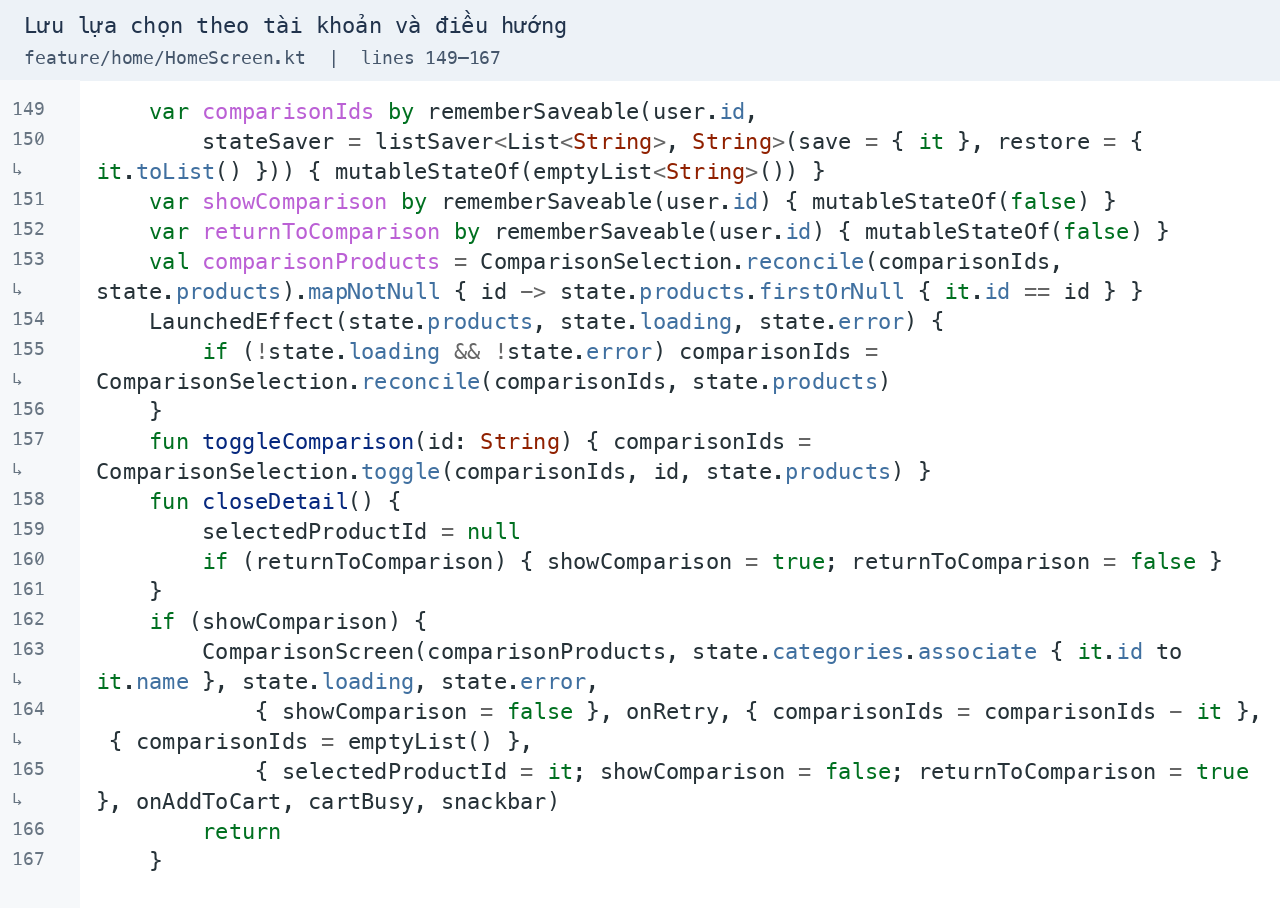 Lưu lựa chọn theo tài khoản và điều hướng
feature/home/HomeScreen.kt  |  lines 149–167
149     var comparisonIds by rememberSaveable(user.id,
150         stateSaver = listSaver<List<String>, String>(save = { it }, restore = {
↳ it.toList() })) { mutableStateOf(emptyList<String>()) }
151     var showComparison by rememberSaveable(user.id) { mutableStateOf(false) }
152     var returnToComparison by rememberSaveable(user.id) { mutableStateOf(false) }
153     val comparisonProducts = ComparisonSelection.reconcile(comparisonIds,
↳ state.products).mapNotNull { id -> state.products.firstOrNull { it.id == id } }
154     LaunchedEffect(state.products, state.loading, state.error) {
155         if (!state.loading && !state.error) comparisonIds =
↳ ComparisonSelection.reconcile(comparisonIds, state.products)
156     }
157     fun toggleComparison(id: String) { comparisonIds =
↳ ComparisonSelection.toggle(comparisonIds, id, state.products) }
158     fun closeDetail() {
159         selectedProductId = null
160         if (returnToComparison) { showComparison = true; returnToComparison = false }
161     }
162     if (showComparison) {
163         ComparisonScreen(comparisonProducts, state.categories.associate { it.id to
↳ it.name }, state.loading, state.error,
164             { showComparison = false }, onRetry, { comparisonIds = comparisonIds − it },
↳  { comparisonIds = emptyList() },
165             { selectedProductId = it; showComparison = false; returnToComparison = true
↳ }, onAddToCart, cartBusy, snackbar)
166         return
167     }